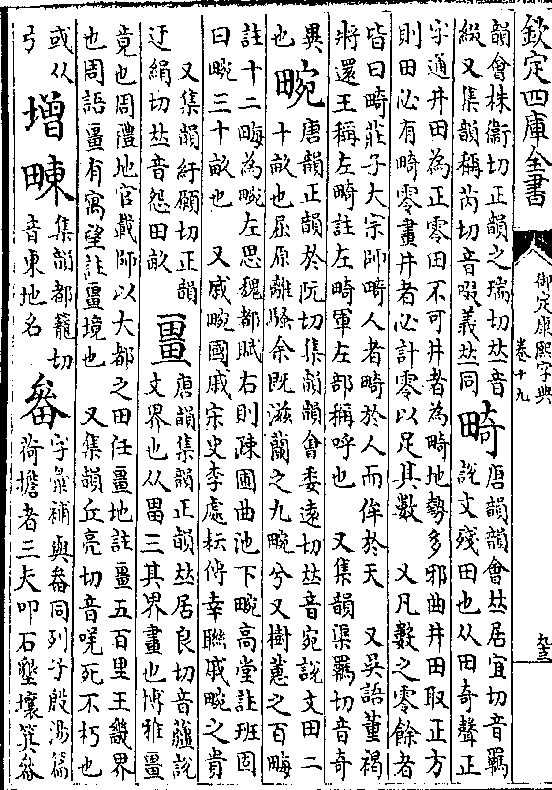 欽定四庫全書
御定康熙字典
卷十九
韻會株衞切正韻之瑞切𠀤音
綴又集韻稱芮切音啜義𠀤同
畸
唐韻韻會𠀤居宜切音羈
說文殘田也从田奇聲正
字通井田為正零田不可井者為畸地勢多邪曲井田取正方
則田必有畸零畫井者必計零以足其數 又凡數之零餘者
皆曰畸莊子大宗師畸人者畸於人而侔於天 又吳語董褐
將還王稱左畸註左畸軍左部稱呼也 又集韻渠羈切音奇
異
也
畹
唐韻正韻於阮切集韻韻會委遠切𠀤音宛說文田二
十畝也屈原離騷余旣滋蘭之九畹兮又樹蕙之百畮
註十二畮為畹左思魏都賦右則疎圃曲池下畹高堂註班固
曰畹三十畝也 又戚畹國戚宋史李處耘傳幸聯戚畹之貴
又集韻紆願切正韻
迂絹切𠀤音怨田畝
畺
唐韻集韻正韻𠀤居良切音薑說
文界也从畕三其界畫也博雅畺
竟也周禮地官載師以大都之田任畺地註畺五百里王畿界
也周語畺有寓望註畺境也 又集韻丘亮切音唴死不朽也
或从
弓
增
𤲲
集韻都籠切
音東地名
畚
字彙補與畚同列子殷湯篇
荷擔者三夫叩石墾壤箕畚